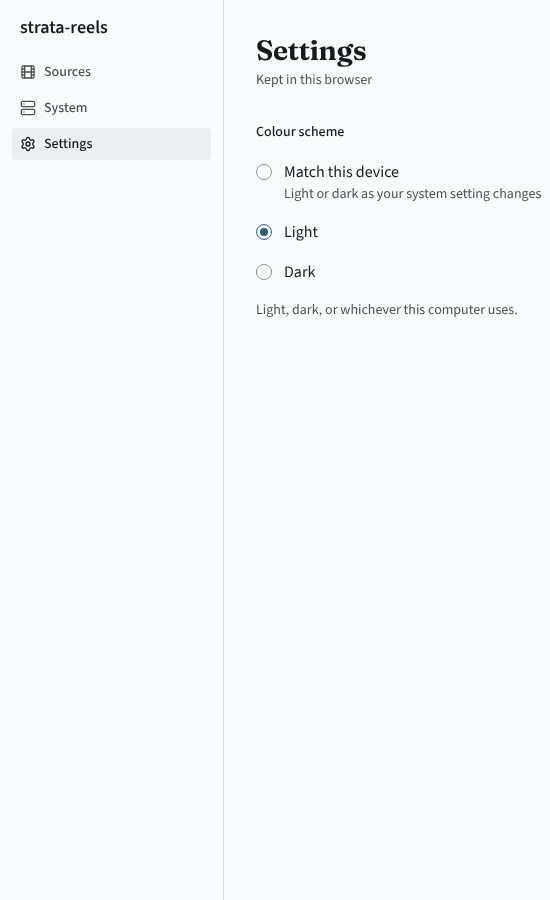 strata-reels
Sources
System
Settings
Settings
Kept in this browser
Colour scheme
Match this device
Light or dark as your system setting changes
Light
Dark
Light, dark, or whichever this computer uses.